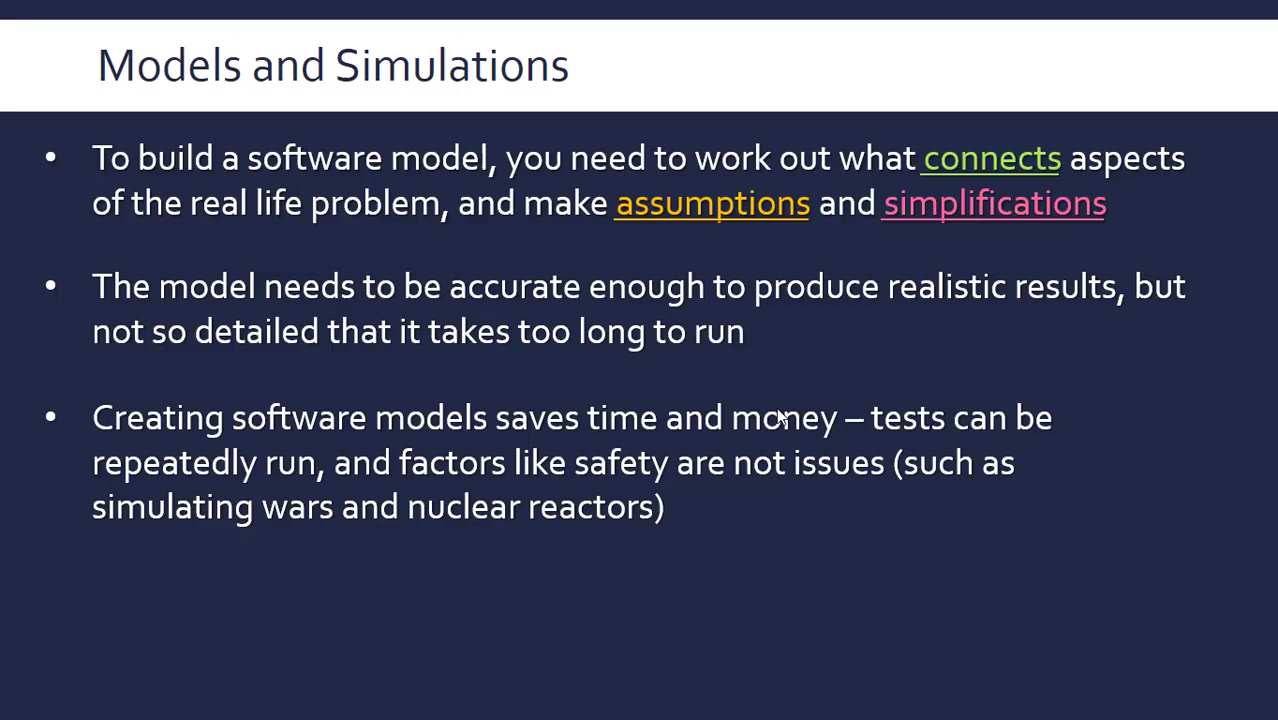 Models and Simulations
• To build a software model, you need to work out what connects aspects
of the real life problem, and make assumptions and simplifications
• The model needs to be accurate enough to produce realistic results, but
not so detailed that it takes too long to run
• Creating software models saves time and money – tests can be
repeatedly run, and factors like safety are not issues (such as
simulating wars and nuclear reactors)